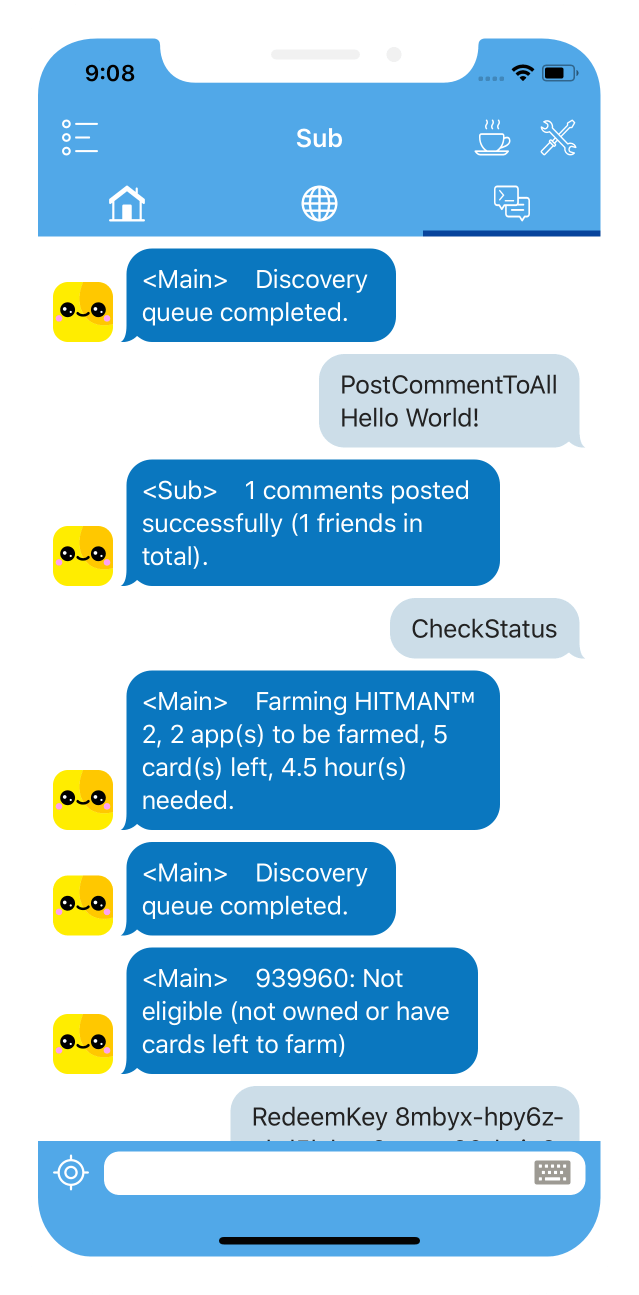 9:08
Sub
<Main> Discovery
queue completed.
PostCommentToAll
Hello World!
<Sub> 1 comments posted
successfully (1 friends in
total).
CheckStatus
<Main> Farming HITMAN™
2, 2 app(s) to be farmed, 5
card(s) left, 4.5 hour(s)
needed.
<Main> Discovery
queue completed.
<Main> 939960: Not
eligible (not owned or have
cards left to farm)
RedeemKey 8mbyx-hpy6z-